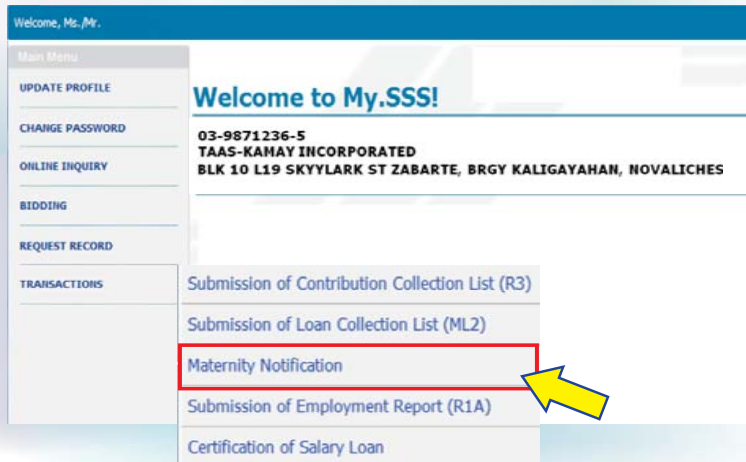 Welcome, Ms./Mr.
Main Menu
UPDATE PROFILE
CHANGE PASSWORD
ONLINE INQUIRY
BIDDING
REQUEST RECORD
TRANSACTIONS
Welcome to My.SSS!
03-9871236-5
TAAS-KAMAY INCORPORATED
BLK 10 L19 SKYYLARK ST ZABARTE, BRGY KALIGAYAHAN, NOVALICHES
Submission of Contribution Collection List (R3)
Submission of Loan Collection List (ML2)
Maternity Notification
Submission of Employment Report (R1A)
Certification of Salary Loan